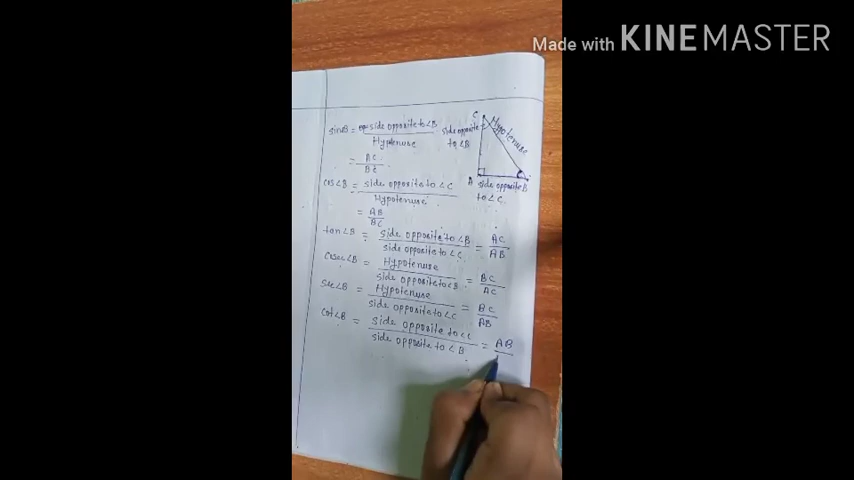 Made with KINEMASTER
sinB = side opposite to ∠B / Hypotenuse
= AC / BC
cos∠B = side opposite to ∠C / Hypotenuse
= AB / BC
tan∠B = side opposite to ∠B / side opposite to ∠C = AC / AB
cosec∠B = Hypotenuse / side opposite to ∠B = BC / AC
sec∠B = Hypotenuse / side opposite to ∠C = BC / AB
cot∠B = side opposite to ∠C / side opposite to ∠B = AB
C
Hypotenuse
side opposite
to ∠B
A side opposite B
to ∠C.